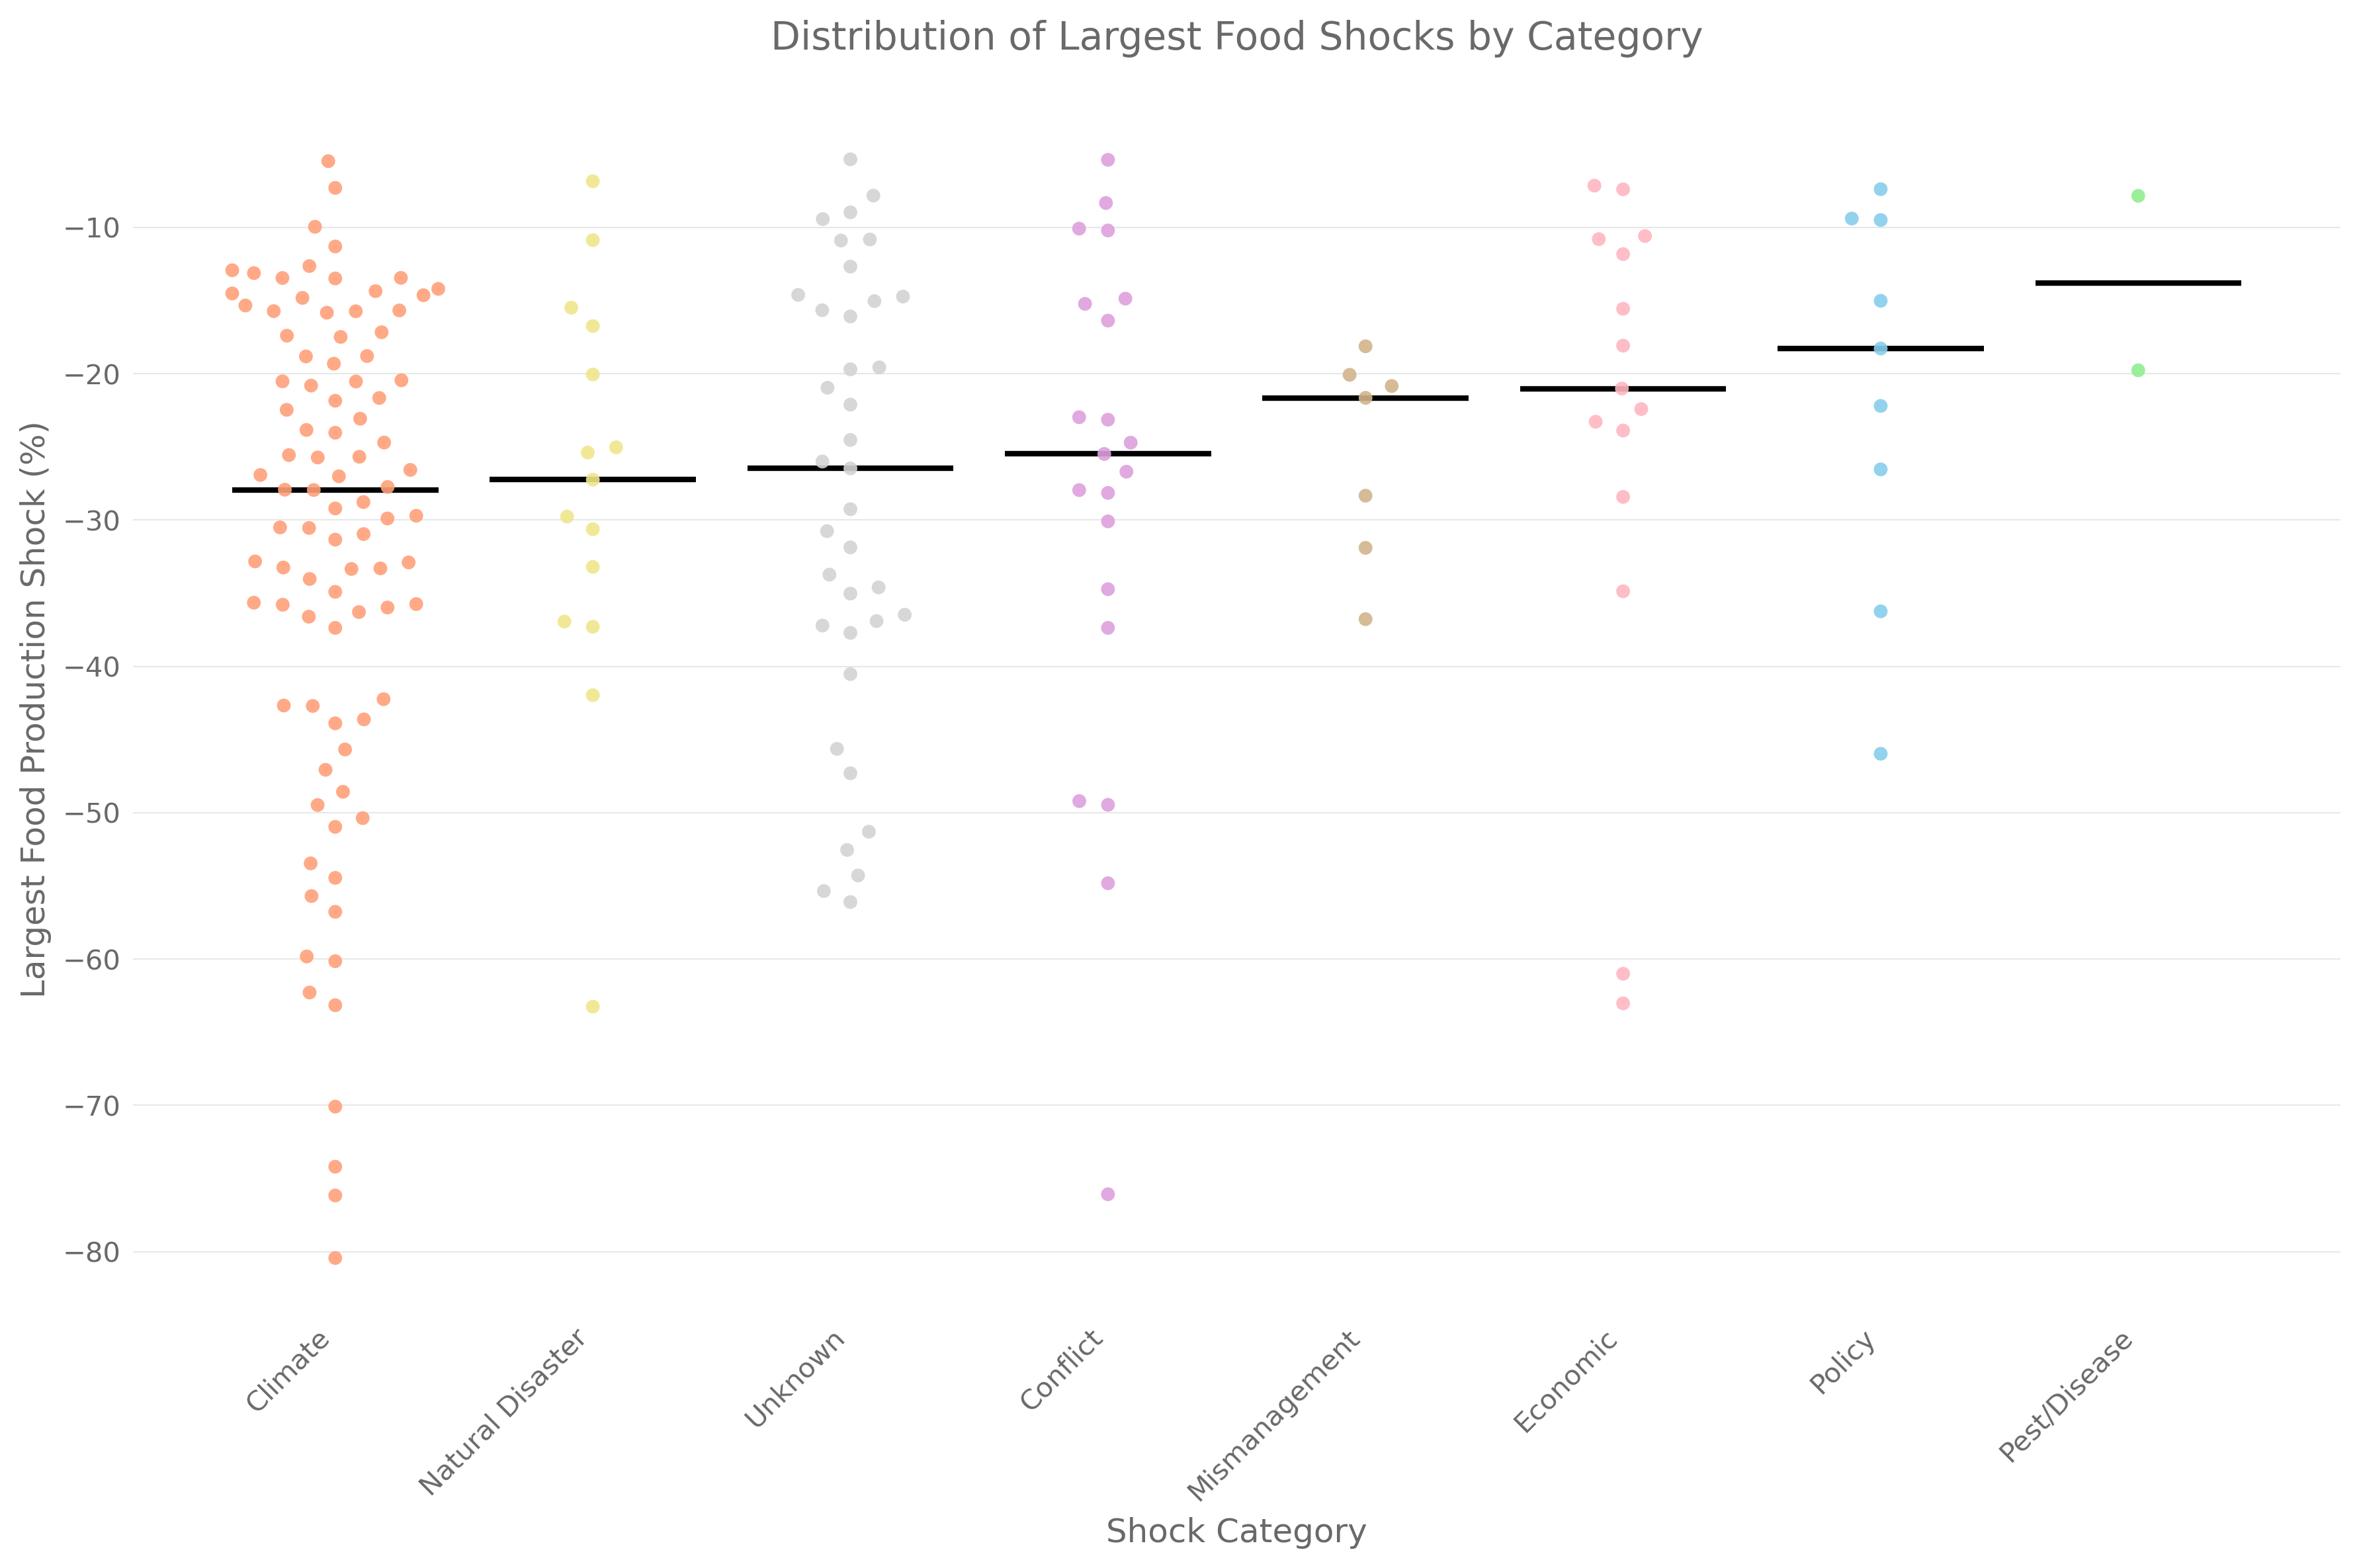 Distribution of Largest Food Shocks by Category
Largest Food Production Shock (%)
−10
−20
−30
−40
−50
−60
−70
−80
Climate
Natural Disaster
Unknown
Conflict
Mismanagement
Economic
Policy
Pest/Disease
Shock Category